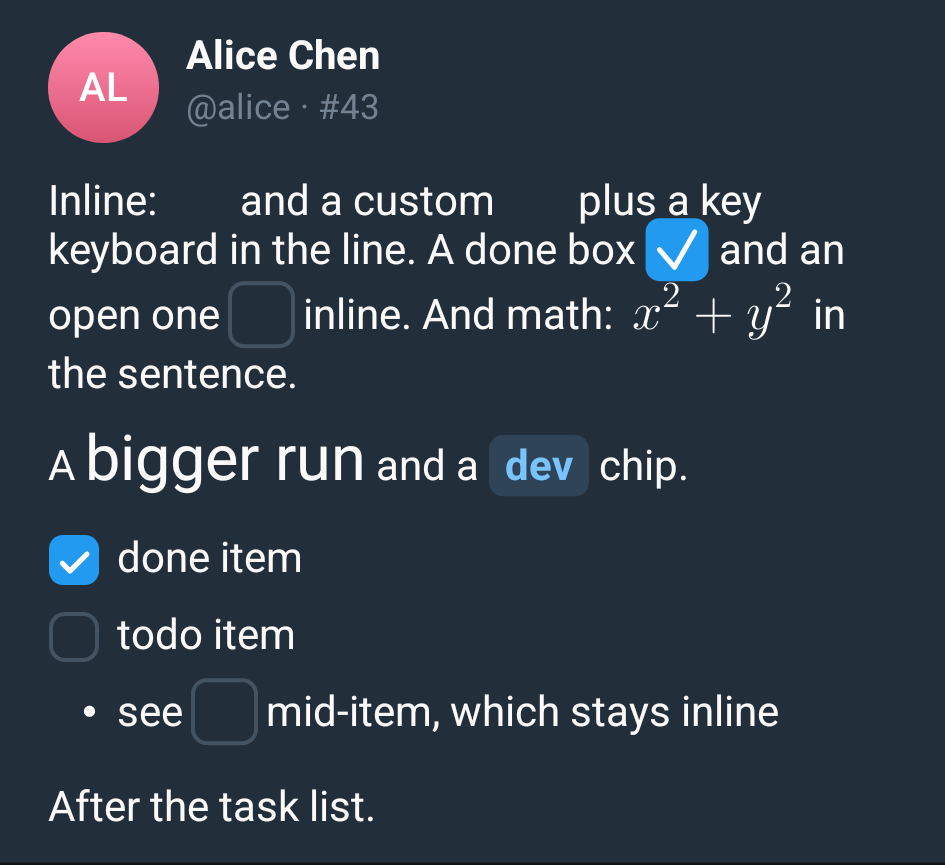 AL
Alice Chen
@alice · #43
Inline: and a custom plus a key
keyboard in the line. A done box ✓ and an
open one ☐ inline. And math: x² + y² in
the sentence.
A bigger run and a dev chip.
done item
todo item
• see ☐ mid-item, which stays inline
After the task list.